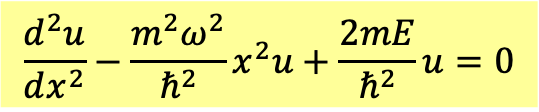 d²u/dx² − m²ω²/ħ² x²u + 2mE/ħ² u = 0